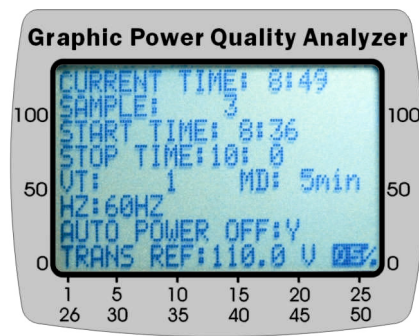 Graphic Power Quality Analyzer
CURRENT TIME: 8:49
SAMPLE: 3
START TIME: 8:36
STOP TIME:10: 0
VT: 1 MD: 5min
HZ:60HZ
AUTO POWER OFF:Y
TRANS REF:110.0 V
100 100
50 50
0 0
1 5 10 15 20 25
26 30 35 40 45 50